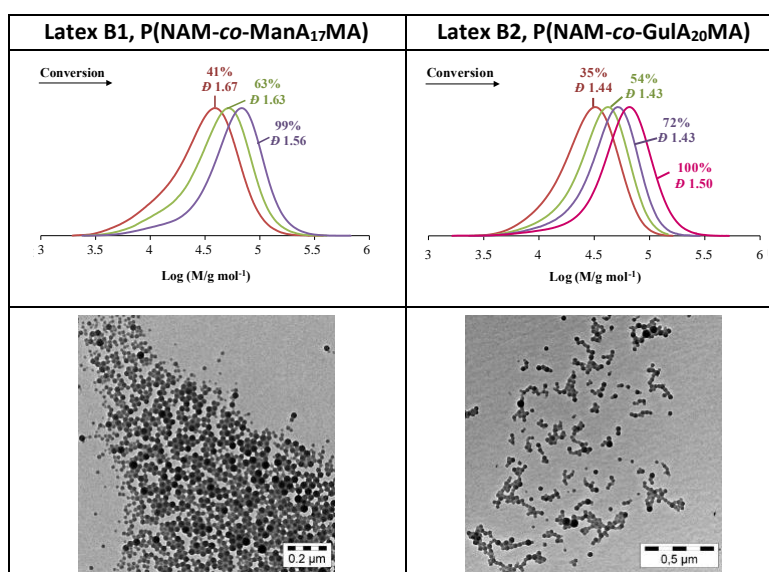 Latex B1, P(NAM-co-ManA₁₇MA)
Latex B2, P(NAM-co-GulA₂₀MA)
Conversion
41%
Đ 1.67
63%
Đ 1.63
99%
Đ 1.56
3 3.5 4 4.5 5 5.5 6
Log (M/g mol⁻¹)
Conversion
35%
Đ 1.44
54%
Đ 1.43
72%
Đ 1.43
100%
Đ 1.50
3 3.5 4 4.5 5 5.5 6
Log (M/g mol⁻¹)
0.2 µm
0,5 µm